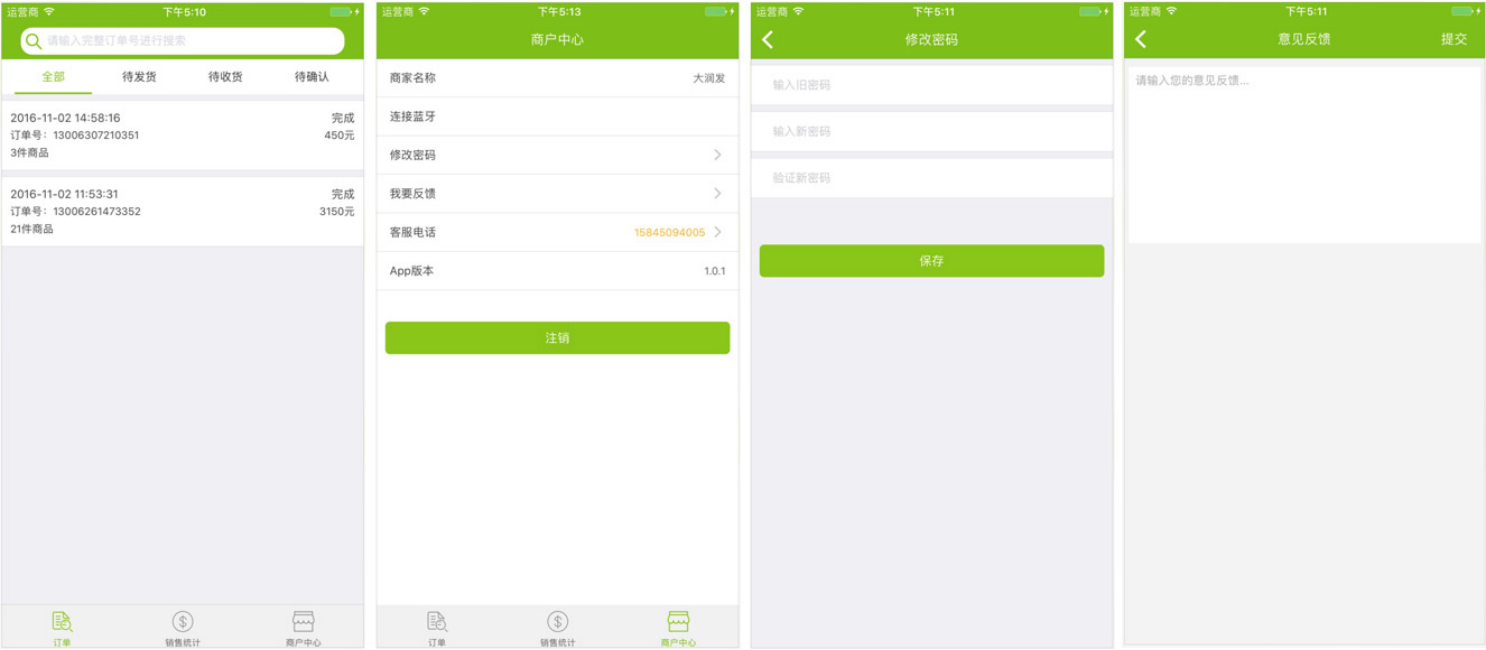 运营商 下午5:10
请输入完整订单号进行搜索
全部 待发货 待收货 待确认
2016-11-02 14:58:16 完成
订单号：13006307210351 450元
3件商品
2016-11-02 11:53:31 完成
订单号：13006261473352 3150元
21件商品
订单 销售统计 商户中心
运营商 下午5:13
商户中心
商家名称 大润发
连接蓝牙
修改密码
我要反馈
客服电话 15845094005
App版本 1.0.1
注销
订单 销售统计 商户中心
运营商 下午5:11
修改密码
输入旧密码
输入新密码
验证新密码
保存
运营商 下午5:11
意见反馈 提交
请输入您的意见反馈...